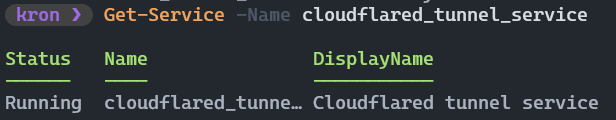 kron ❯ Get-Service -Name cloudflared_tunnel_service
Status Name DisplayName
------ ---- -----------
Running cloudflared_tunne… Cloudflared tunnel service